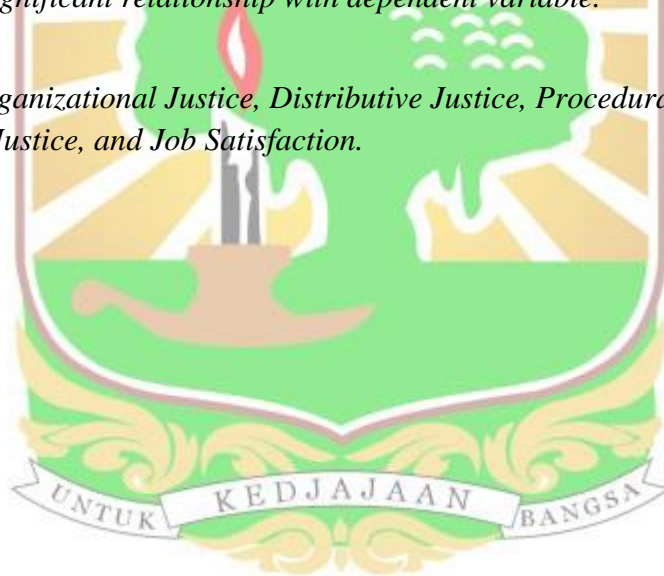 gnificant relationship with dependent variable.
ganizational Justice, Distributive Justice, Procedura
Justice, and Job Satisfaction.
UNTUK KEDJAJAAN BANGSA